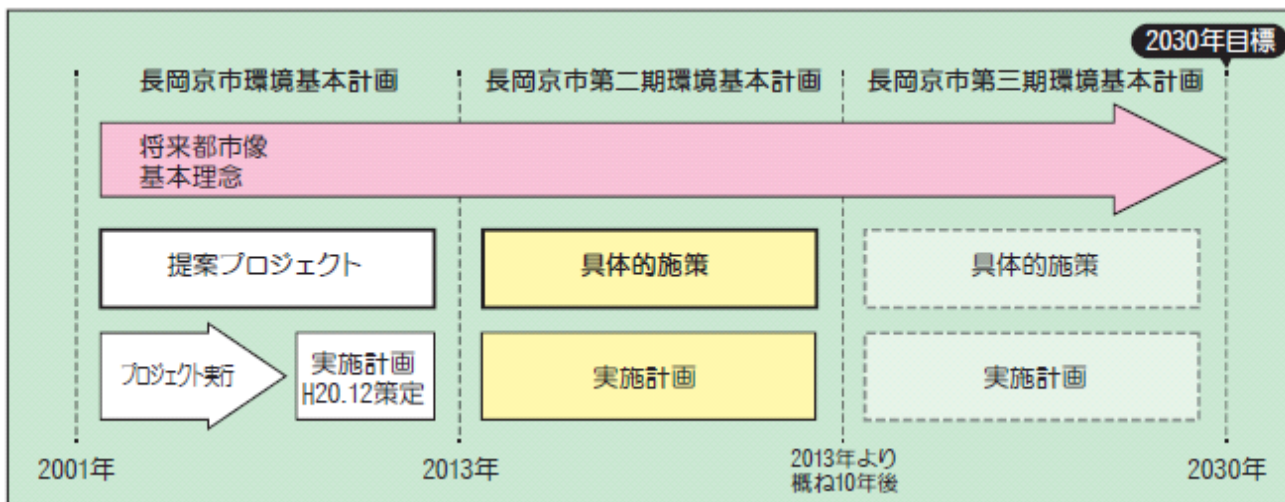 2030年目標
長岡京市環境基本計画
長岡京市第二期環境基本計画
長岡京市第三期環境基本計画
将来都市像
基本理念
提案プロジェクト
具体的施策
具体的施策
プロジェクト実行
実施計画
H20.12策定
実施計画
実施計画
2001年
2013年
2013年より
概ね10年後
2030年